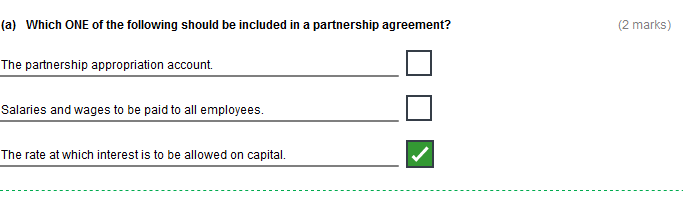 (a) Which ONE of the following should be included in a partnership agreement? (2 marks)
The partnership appropriation account.
Salaries and wages to be paid to all employees.
The rate at which interest is to be allowed on capital.